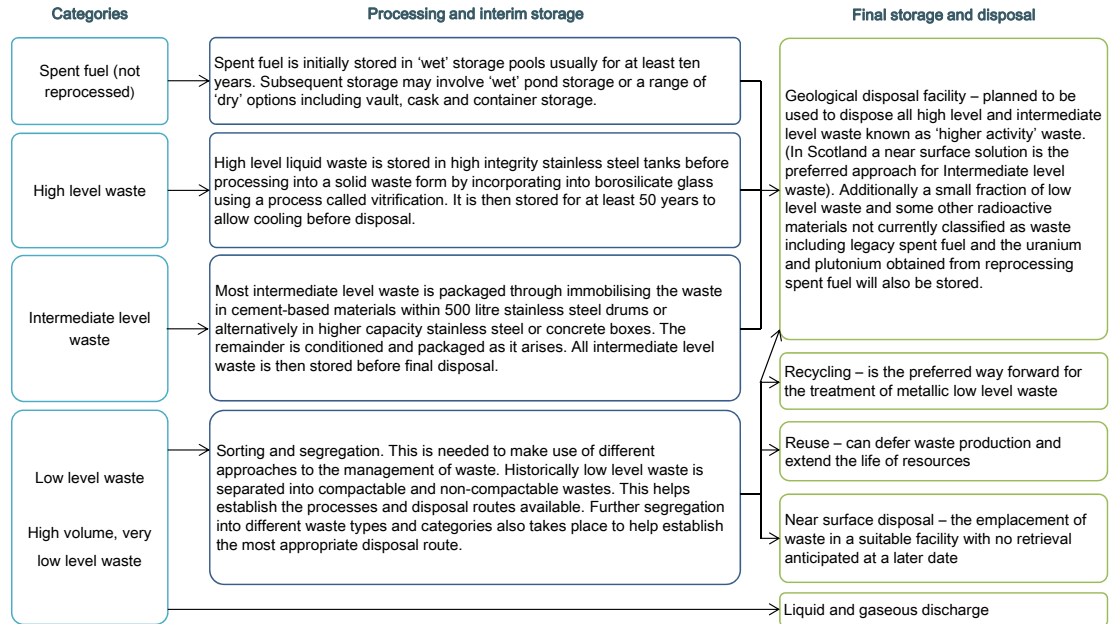 Categories
Processing and interim storage
Final storage and disposal
Spent fuel (not
reprocessed)
Spent fuel is initially stored in ‘wet’ storage pools usually for at least ten
years. Subsequent storage may involve ‘wet’ pond storage or a range of
‘dry’ options including vault, cask and container storage.
High level waste
High level liquid waste is stored in high integrity stainless steel tanks before
processing into a solid waste form by incorporating into borosilicate glass
using a process called vitrification. It is then stored for at least 50 years to
allow cooling before disposal.
Intermediate level
waste
Most intermediate level waste is packaged through immobilising the waste
in cement-based materials within 500 litre stainless steel drums or
alternatively in higher capacity stainless steel or concrete boxes. The
remainder is conditioned and packaged as it arises. All intermediate level
waste is then stored before final disposal.
Low level waste
High volume, very
low level waste
Sorting and segregation. This is needed to make use of different
approaches to the management of waste. Historically low level waste is
separated into compactable and non-compactable wastes. This helps
establish the processes and disposal routes available. Further segregation
into different waste types and categories also takes place to help establish
the most appropriate disposal route.
Geological disposal facility – planned to be
used to dispose all high level and intermediate
level waste known as ‘higher activity’ waste.
(In Scotland a near surface solution is the
preferred approach for Intermediate level
waste). Additionally a small fraction of low
level waste and some other radioactive
materials not currently classified as waste
including legacy spent fuel and the uranium
and plutonium obtained from reprocessing
spent fuel will also be stored.
Recycling – is the preferred way forward for
the treatment of metallic low level waste
Reuse – can defer waste production and
extend the life of resources
Near surface disposal – the emplacement of
waste in a suitable facility with no retrieval
anticipated at a later date
Liquid and gaseous discharge